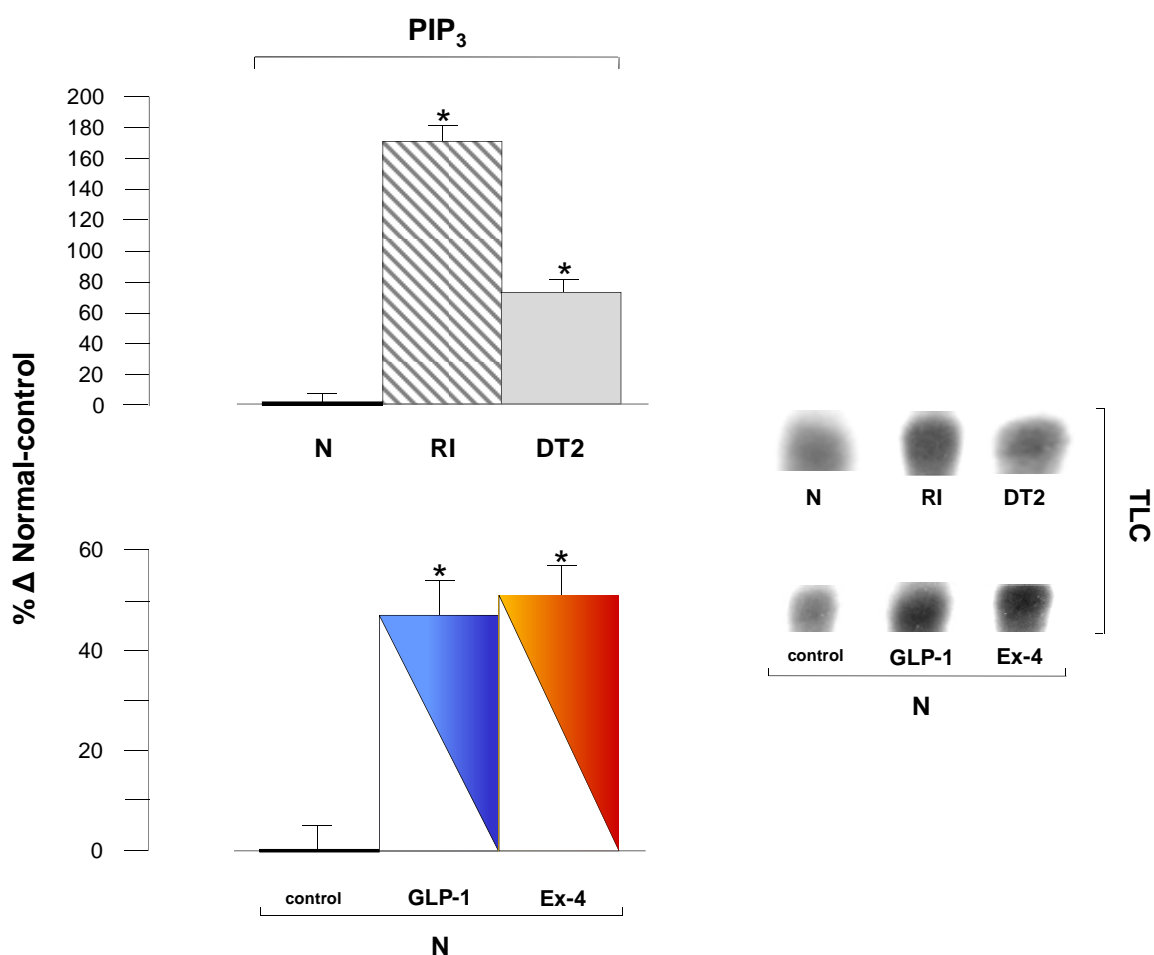 PIP₃
% Δ Normal-control
200
180
160
140
120
100
80
60
40
20
0
*
*
N RI DT2
60
40
20
0
*
*
control GLP-1 Ex-4
N
N RI DT2
control GLP-1 Ex-4
N
TLC